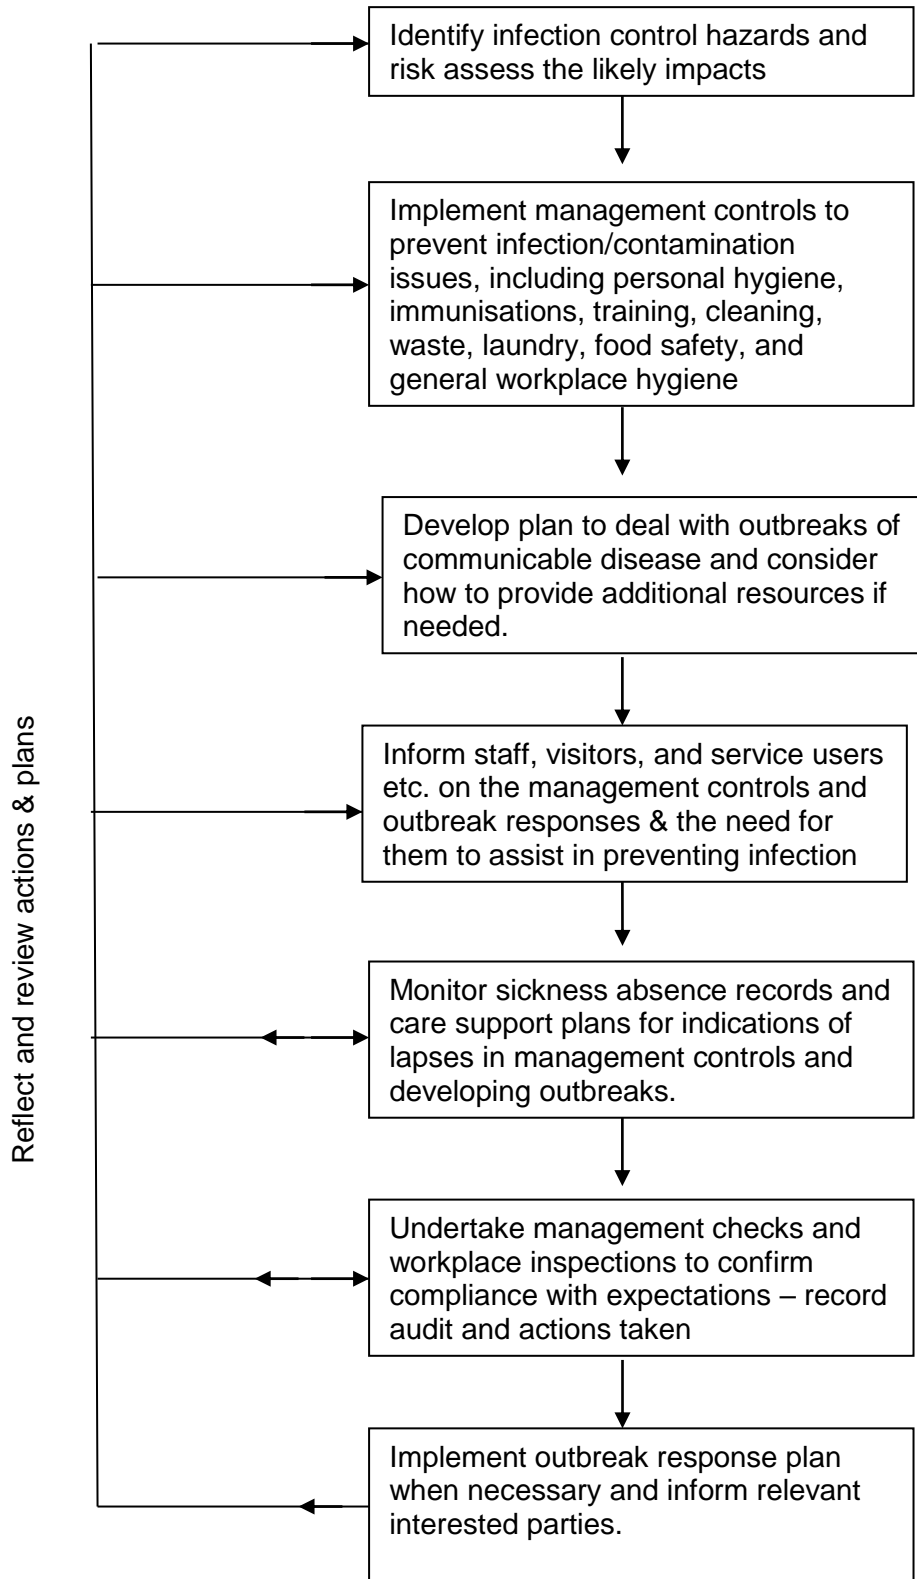 Identify infection control hazards and
risk assess the likely impacts
Implement management controls to
prevent infection/contamination
issues, including personal hygiene,
immunisations, training, cleaning,
waste, laundry, food safety, and
general workplace hygiene
Develop plan to deal with outbreaks of
communicable disease and consider
how to provide additional resources if
needed.
Inform staff, visitors, and service users
etc. on the management controls and
outbreak responses & the need for
them to assist in preventing infection
Monitor sickness absence records and
care support plans for indications of
lapses in management controls and
developing outbreaks.
Undertake management checks and
workplace inspections to confirm
compliance with expectations – record
audit and actions taken
Implement outbreak response plan
when necessary and inform relevant
interested parties.
Reflect and review actions & plans